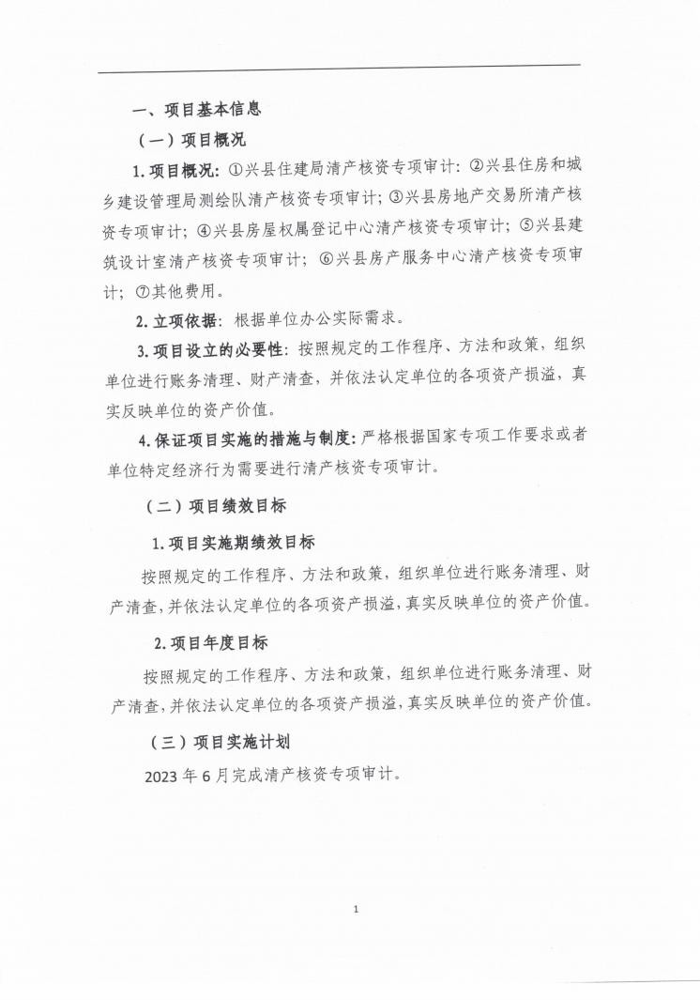 一、项目基本信息
（一）项目概况
1.项目概况：①兴县住建局清产核资专项审计：②兴县住房和城
乡建设管理局测绘队清产核资专项审计；③兴县房地产交易所清产核
资专项审计；④兴县房屋权属登记中心清产核资专项审计；⑤兴县建
筑设计室清产核资专项审计；⑥兴县房产服务中心清产核资专项审
计；⑦其他费用。
2.立项依据：根据单位办公实际需求。
3.项目设立的必要性：按照规定的工作程序、方法和政策，组织
单位进行账务清理、财产清查，并依法认定单位的各项资产损溢，真
实反映单位的资产价值。
4.保证项目实施的措施与制度：严格根据国家专项工作要求或者
单位特定经济行为需要进行清产核资专项审计。
（二）项目绩效目标
1.项目实施期绩效目标
按照规定的工作程序、方法和政策，组织单位进行账务清理、财
产清查，并依法认定单位的各项资产损溢，真实反映单位的资产价值。
2.项目年度目标
按照规定的工作程序、方法和政策，组织单位进行账务清理、财
产清查，并依法认定单位的各项资产损溢，真实反映单位的资产价值。
（三）项目实施计划
2023 年 6 月完成清产核资专项审计。
1